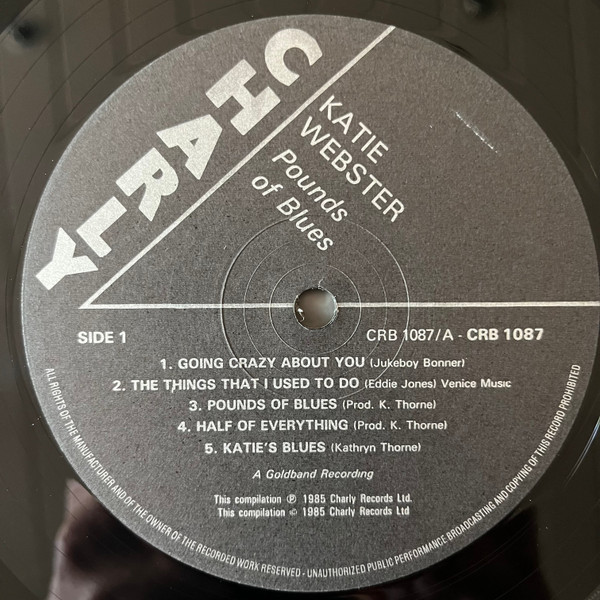 CHARLY
KATIE
WEBSTER
Pounds
of Blues
SIDE 1
CRB 1087/A - CRB 1087
1. GOING CRAZY ABOUT YOU (Jukeboy Bonner)
2. THE THINGS THAT I USED TO DO (Eddie Jones) Venice Music
3. POUNDS OF BLUES (Prod. K. Thorne)
4. HALF OF EVERYTHING (Prod. K. Thorne)
5. KATIE'S BLUES (Kathryn Thorne)
A Goldband Recording
This compilation ℗ 1985 Charly Records Ltd.
This compilation © 1985 Charly Records Ltd
ALL RIGHTS OF THE MANUFACTURER AND OF THE OWNER OF THE RECORDED WORK RESERVED - UNAUTHORIZED PUBLIC PERFORMANCE BROADCASTING AND COPYING OF THIS RECORD PROHIBITED